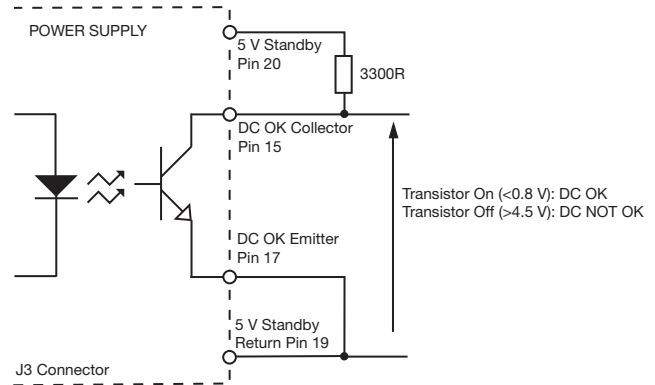 POWER SUPPLY
5 V Standby
Pin 20
3300R
DC OK Collector
Pin 15
Transistor On (<0.8 V): DC OK
Transistor Off (>4.5 V): DC NOT OK
DC OK Emitter
Pin 17
5 V Standby
Return Pin 19
J3 Connector